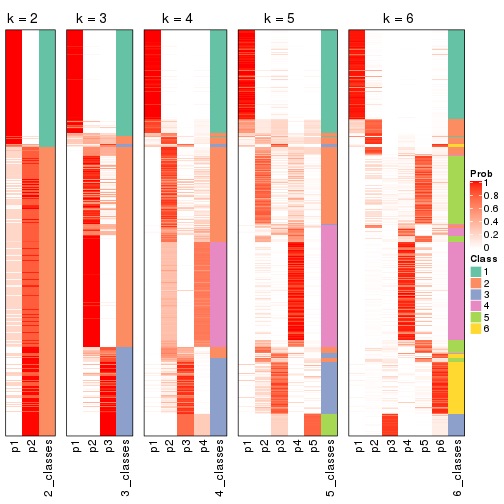 k = 2
k = 3
k = 4
k = 5
k = 6
Prob
1
0.8
0.6
0.4
0.2
0
Class
1
2
3
4
5
6
p1
p2
2_classes
p1
p2
p3
3_classes
p1
p2
p3
p4
4_classes
p1
p2
p3
p4
p5
5_classes
p1
p2
p3
p4
p5
p6
6_classes